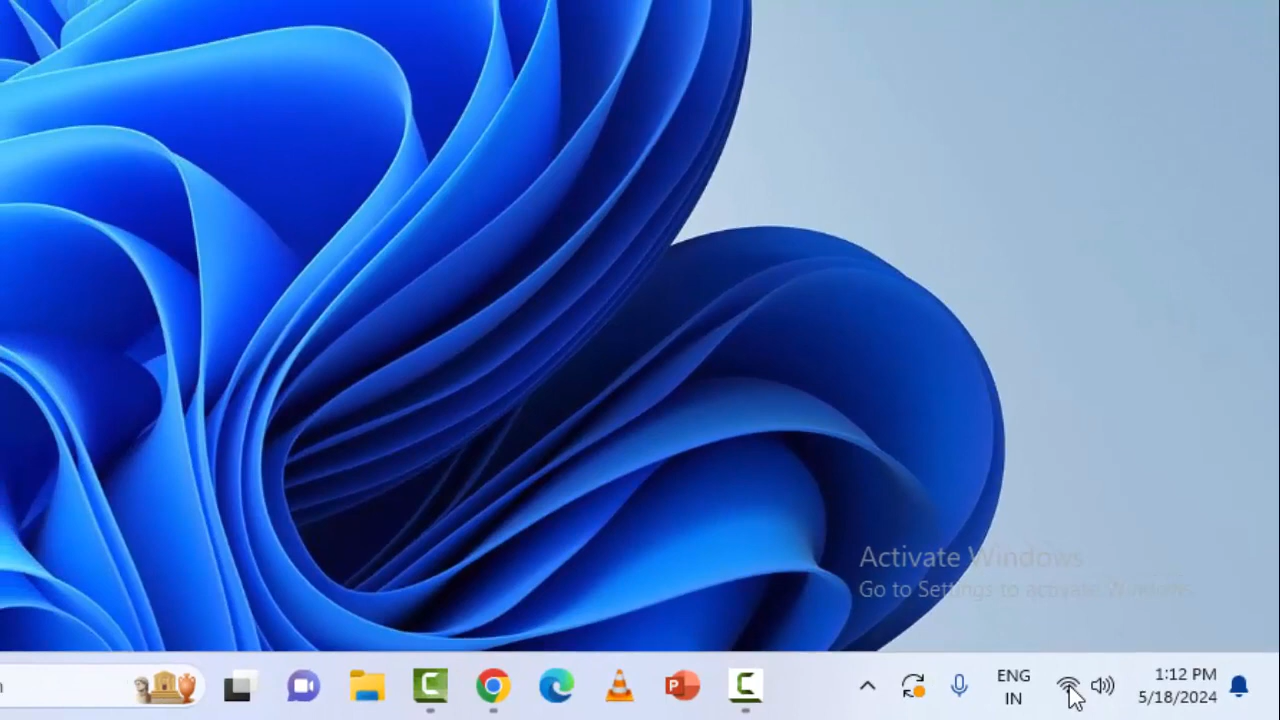 Activate Windows
Go to Settings to activate Windows.
ENG
IN
1:12 PM
5/18/2024